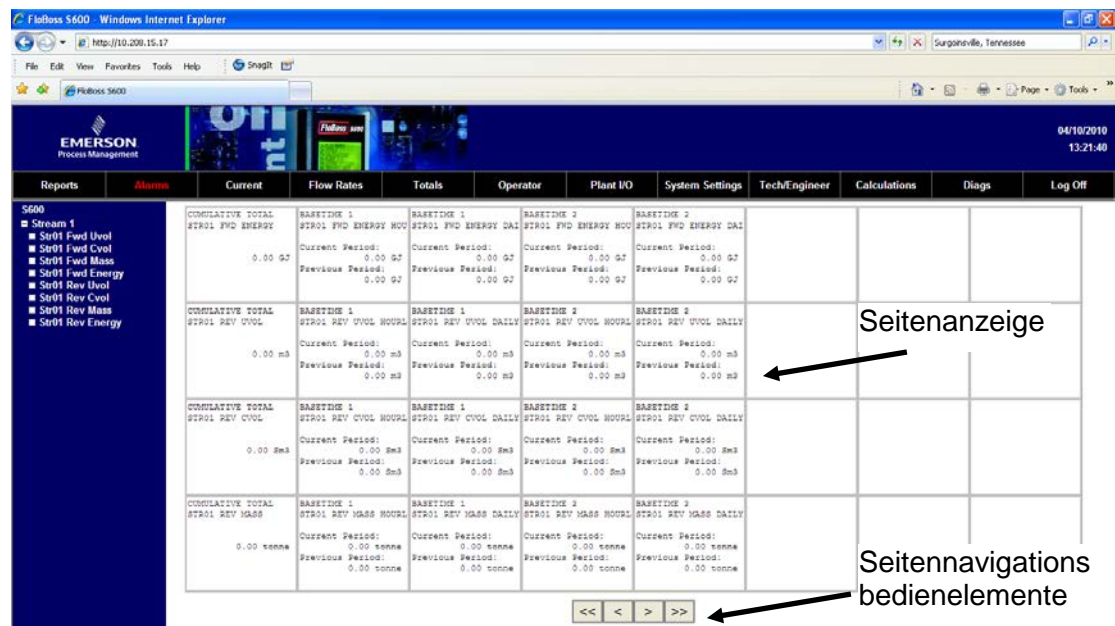 FloBoss S600 - Windows Internet Explorer
http://10.208.15.17
Surgoinsville, Tennessee
File Edit View Favorites Tools Help SnagIt
FloBoss S600
Page Tools
EMERSON
Process Management
04/10/2010
13:21:40
Reports Alarms Current Flow Rates Totals Operator Plant I/O System Settings Tech/Engineer Calculations Diags Log Off
S600
Stream 1
Str01 Fwd Uvol
Str01 Fwd Cvol
Str01 Fwd Mass
Str01 Fwd Energy
Str01 Rev Uvol
Str01 Rev Cvol
Str01 Rev Mass
Str01 Rev Energy
CUMULATIVE TOTAL BASETIME 1 BASETIME 1 BASETIME 2 BASETIME 2
STR01 FWD ENERGY STR01 FWD ENERGY HOU STR01 FWD ENERGY DAI STR01 FWD ENERGY HOU STR01 FWD ENERGY DAI
Current Period: Current Period: Current Period: Current Period:
0.00 GJ 0.00 GJ 0.00 GJ 0.00 GJ 0.00 GJ
Previous Period: Previous Period: Previous Period: Previous Period:
0.00 GJ 0.00 GJ 0.00 GJ 0.00 GJ
CUMULATIVE TOTAL BASETIME 1 BASETIME 1 BASETIME 2 BASETIME 2
STR01 REV UVOL STR01 REV UVOL HOURL STR01 REV UVOL DAILY STR01 REV UVOL HOURL STR01 REV UVOL DAILY
Current Period: Current Period: Current Period: Current Period:
0.00 m3 0.00 m3 0.00 m3 0.00 m3 0.00 m3
Previous Period: Previous Period: Previous Period: Previous Period:
0.00 m3 0.00 m3 0.00 m3 0.00 m3
Seitenanzeige
CUMULATIVE TOTAL BASETIME 1 BASETIME 1 BASETIME 2 BASETIME 2
STR01 REV CVOL STR01 REV CVOL HOURL STR01 REV CVOL DAILY STR01 REV CVOL HOURL STR01 REV CVOL DAILY
Current Period: Current Period: Current Period: Current Period:
0.00 Sm3 0.00 Sm3 0.00 Sm3 0.00 Sm3 0.00 Sm3
Previous Period: Previous Period: Previous Period: Previous Period:
0.00 Sm3 0.00 Sm3 0.00 Sm3 0.00 Sm3
CUMULATIVE TOTAL BASETIME 1 BASETIME 1 BASETIME 2 BASETIME 2
STR01 REV MASS STR01 REV MASS HOURL STR01 REV MASS DAILY STR01 REV MASS HOURL STR01 REV MASS DAILY
Current Period: Current Period: Current Period: Current Period:
0.00 tonne 0.00 tonne 0.00 tonne 0.00 tonne 0.00 tonne
Previous Period: Previous Period: Previous Period: Previous Period:
0.00 tonne 0.00 tonne 0.00 tonne 0.00 tonne
Seitennavigations
bedienelemente
<< < > >>